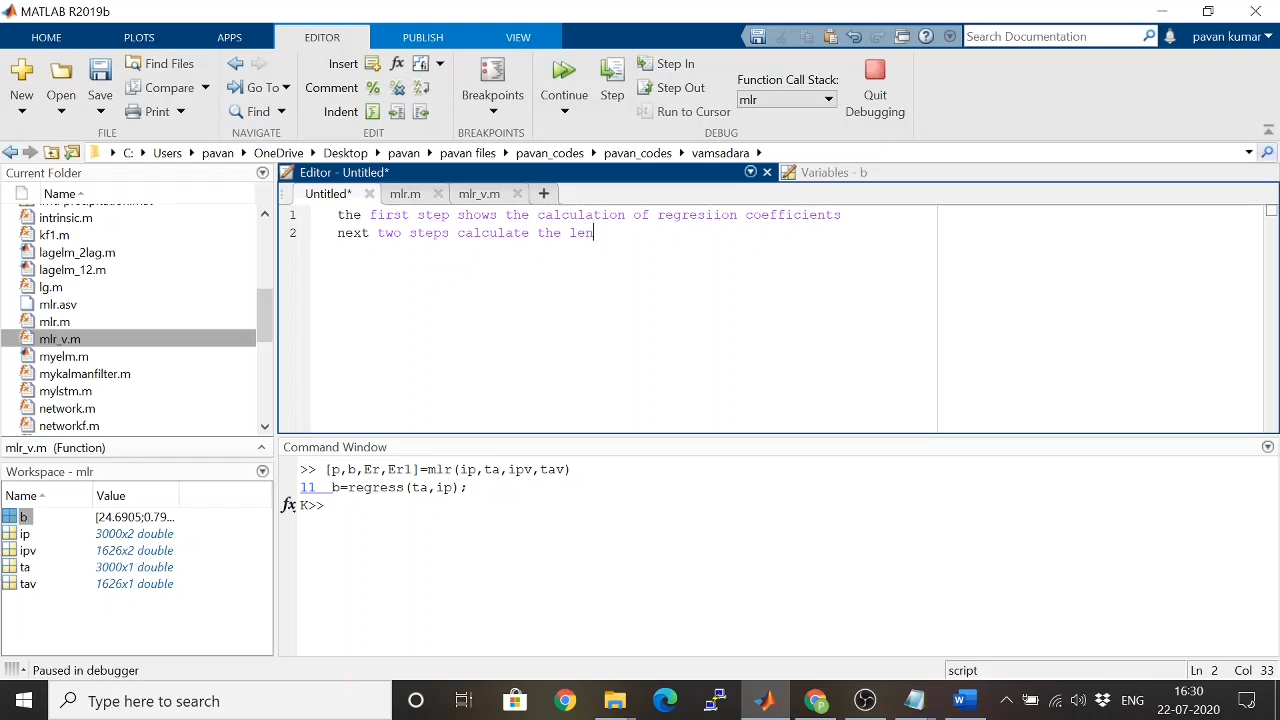 MATLAB R2019b
HOME PLOTS APPS EDITOR PUBLISH VIEW Search Documentation pavan kumar
New Open Save Find Files Compare Print Go To Find Insert Comment Indent Breakpoints Continue Step Step In Step Out Run to Cursor Function Call Stack: mlr Quit Debugging
FILE NAVIGATE EDIT BREAKPOINTS DEBUG
C: Users pavan OneDrive Desktop pavan pavan files pavan_codes pavan_codes vamsadara
Current Folder
Name
intrinsic.m
kf1.m
lagelm_2lag.m
lagelm_12.m
lg.m
mlr.asv
mlr.m
mlr_v.m
myelm.m
mykalmanfilter.m
mylstm.m
network.m
networkf.m
mlr_v.m (Function)
Workspace - mlr
Name Value
b [24.6905;0.79...
ip 3000x2 double
ipv 1626x2 double
ta 3000x1 double
tav 1626x1 double
Editor - Untitled*
Variables - b
Untitled* mlr.m mlr_v.m
1 the first step shows the calculation of regresiion coefficients
2 next two steps calculate the len
Command Window
>> [p,b,Er,Er1]=mlr(ip,ta,ipv,tav)
11 b=regress(ta,ip);
fx K>>
Paused in debugger
script Ln 2 Col 33
Type here to search
ENG
16:30
22-07-2020